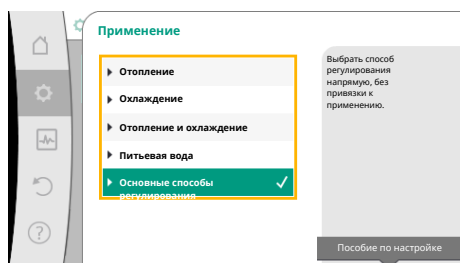 Применение
Отопление
Охлаждение
Отопление и охлаждение
Питьевая вода
Основные способы
регулирования
Выбрать способ
регулирования
напрямую, без
привязки к
применению.
Пособие по настройке